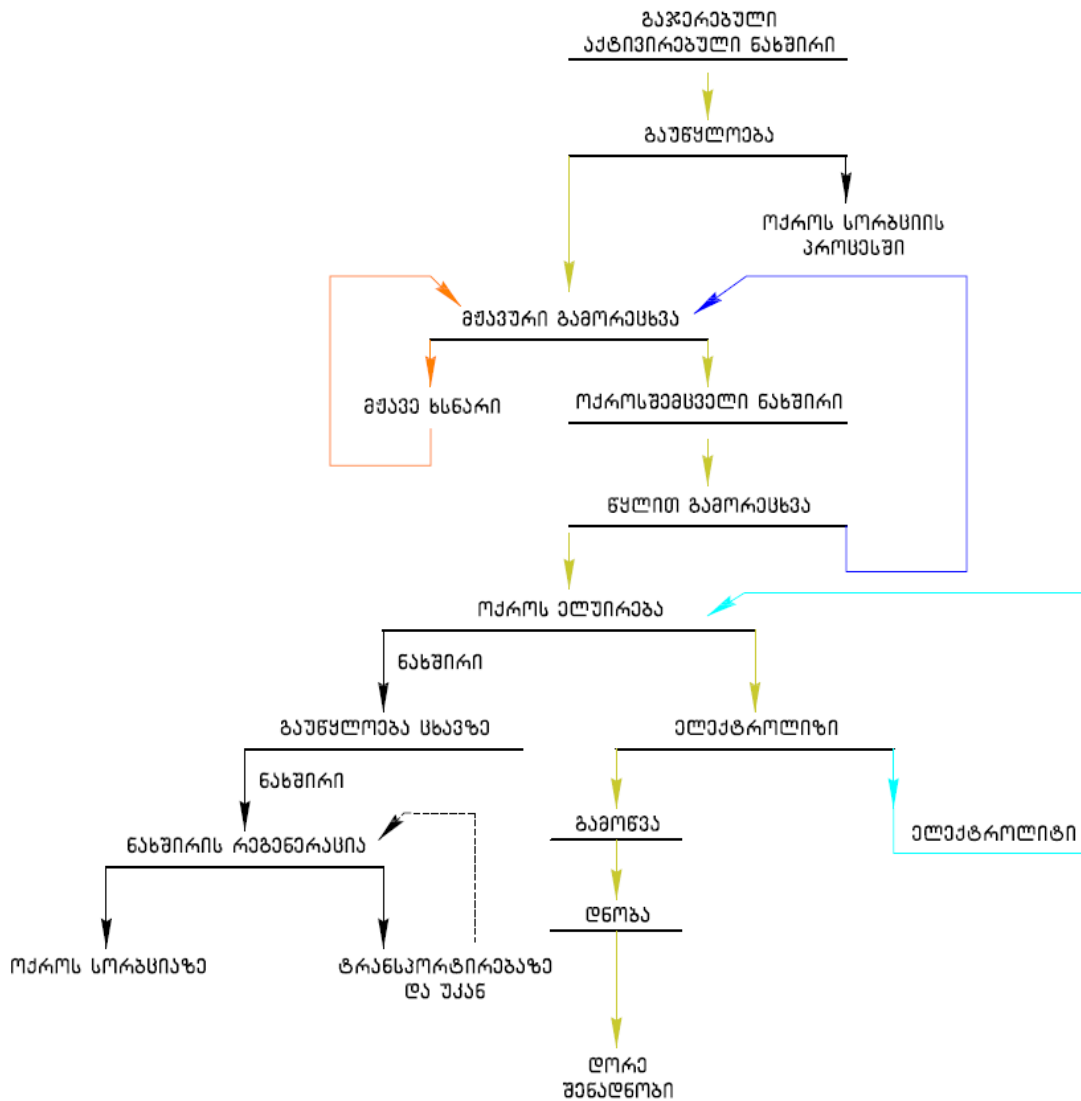 გაჯერებული
აქტივირებული ნახშირი
გაუწყლოება
ოქროს სორბციის
პროცესში
მჟავური გამორეცხვა
მჟავე ხსნარი
ოქროსშემცველი ნახშირი
წყლით გამორეცხვა
ოქროს ელუირება
ნახშირი
გაუწყლოება ცხავზე
ელექტროლიზი
ნახშირი
გამოწვა
ელექტროლიტი
ნახშირის რეგენერაცია
დნობა
ოქროს სორბციაზე
ტრანსპორტირებაზე
და უკან
დორე
შენადნობი